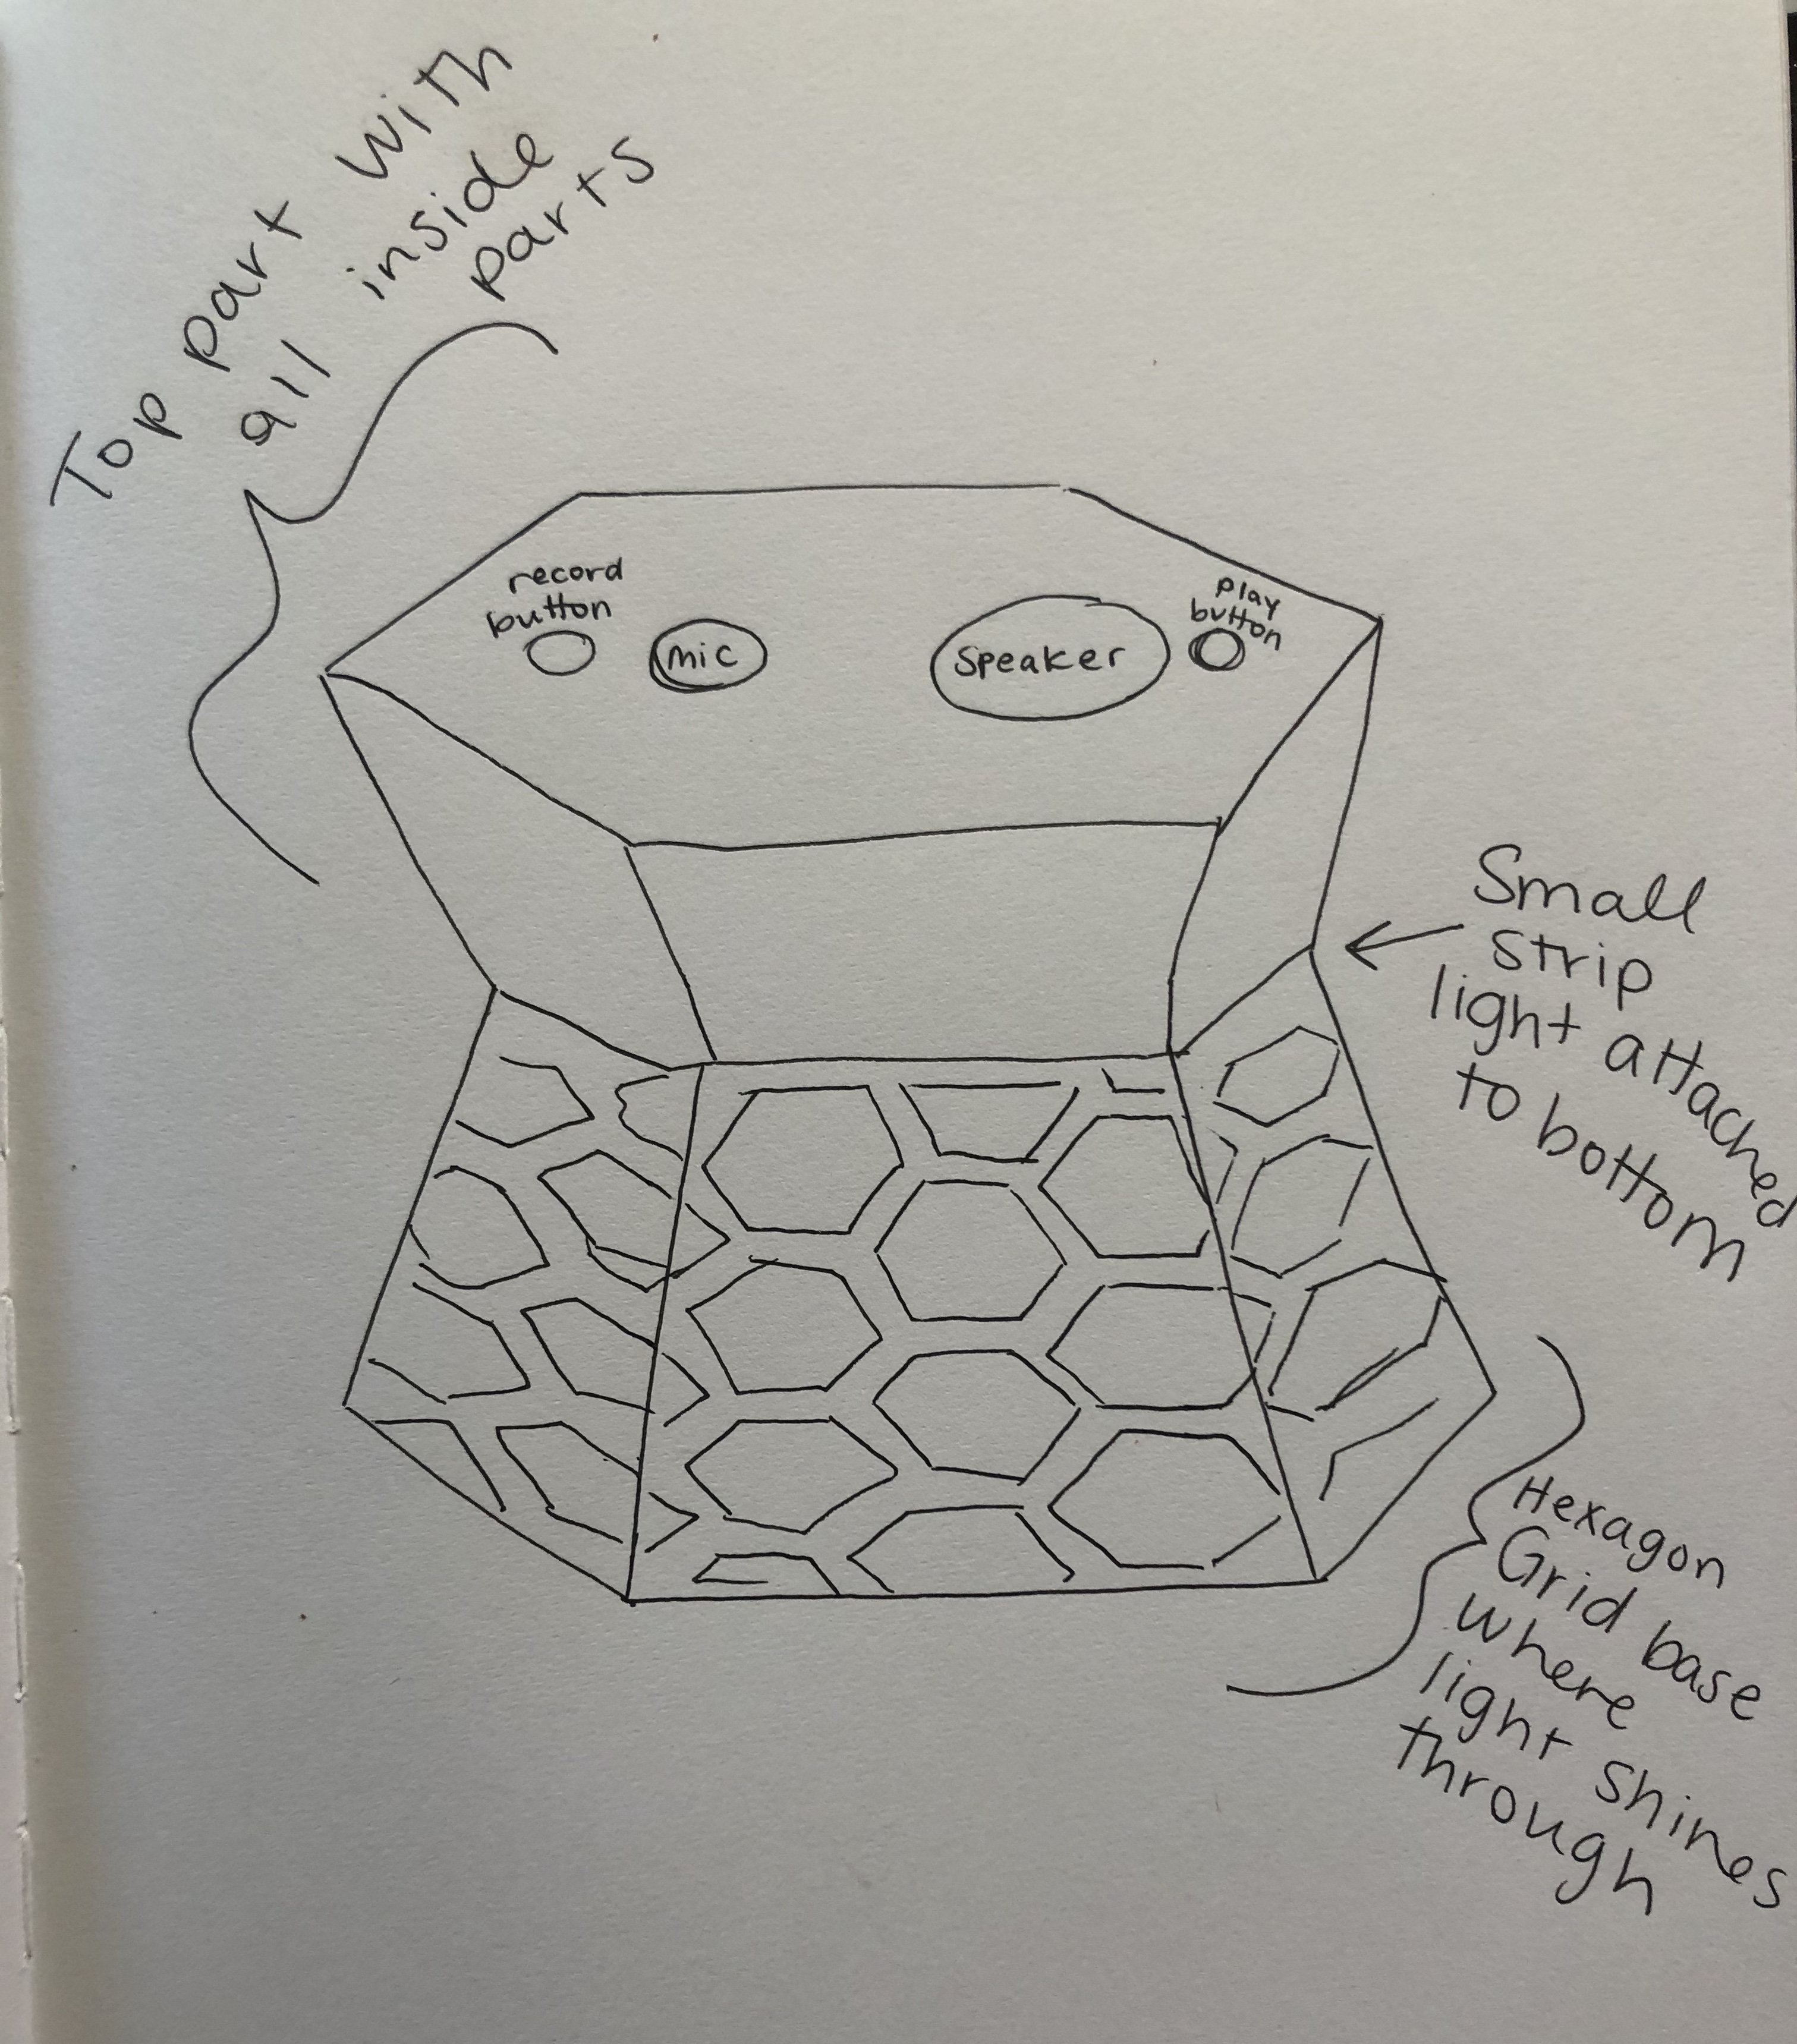 Top part with
all inside
parts
record
button
mic
speaker
play
button
Small
strip
light attached
to bottom
Hexagon
Grid base
where
light shines
through